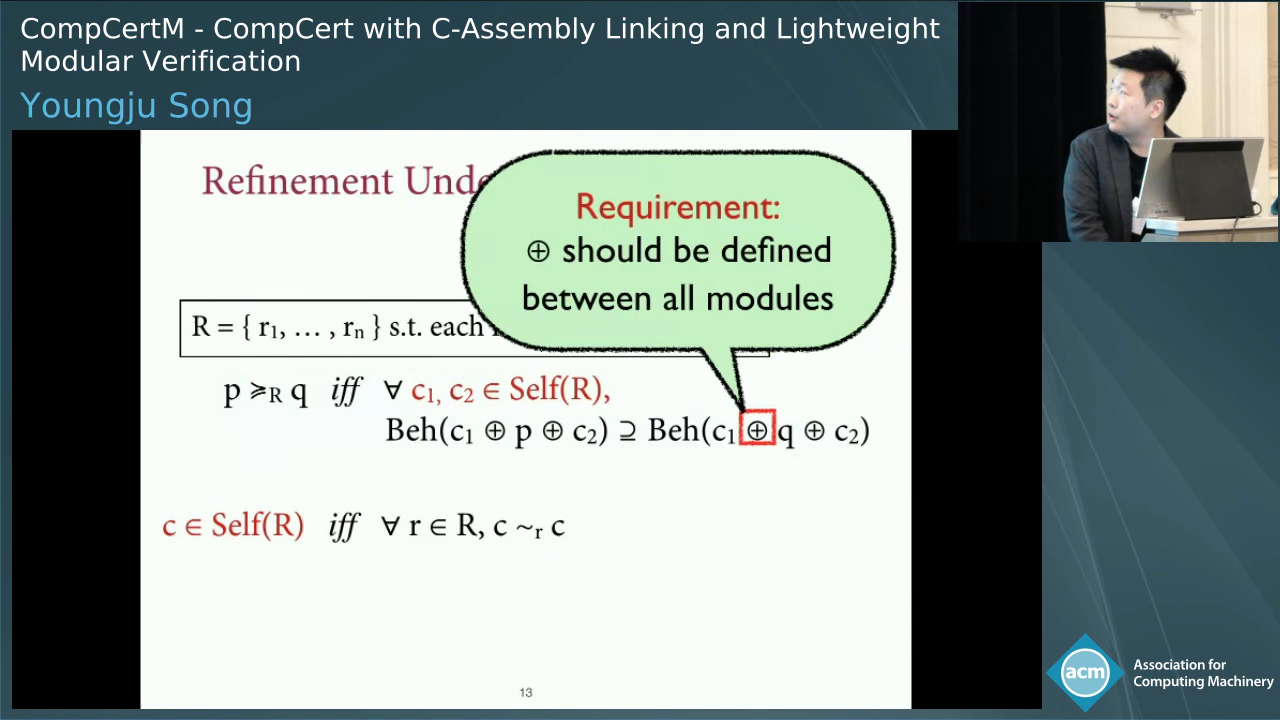 CompCertM - CompCert with C-Assembly Linking and Lightweight
Modular Verification
Youngju Song
Refinement Unde
Requirement:
⊕ should be defined
between all modules
R = { r₁, … , rₙ } s.t. each
p ≽R q iff ∀ c₁, c₂ ∈ Self(R),
Beh(c₁ ⊕ p ⊕ c₂) ⊇ Beh(c₁ ⊕ q ⊕ c₂)
c ∈ Self(R) iff ∀ r ∈ R, c ~r c
13
acm
Association for
Computing Machinery